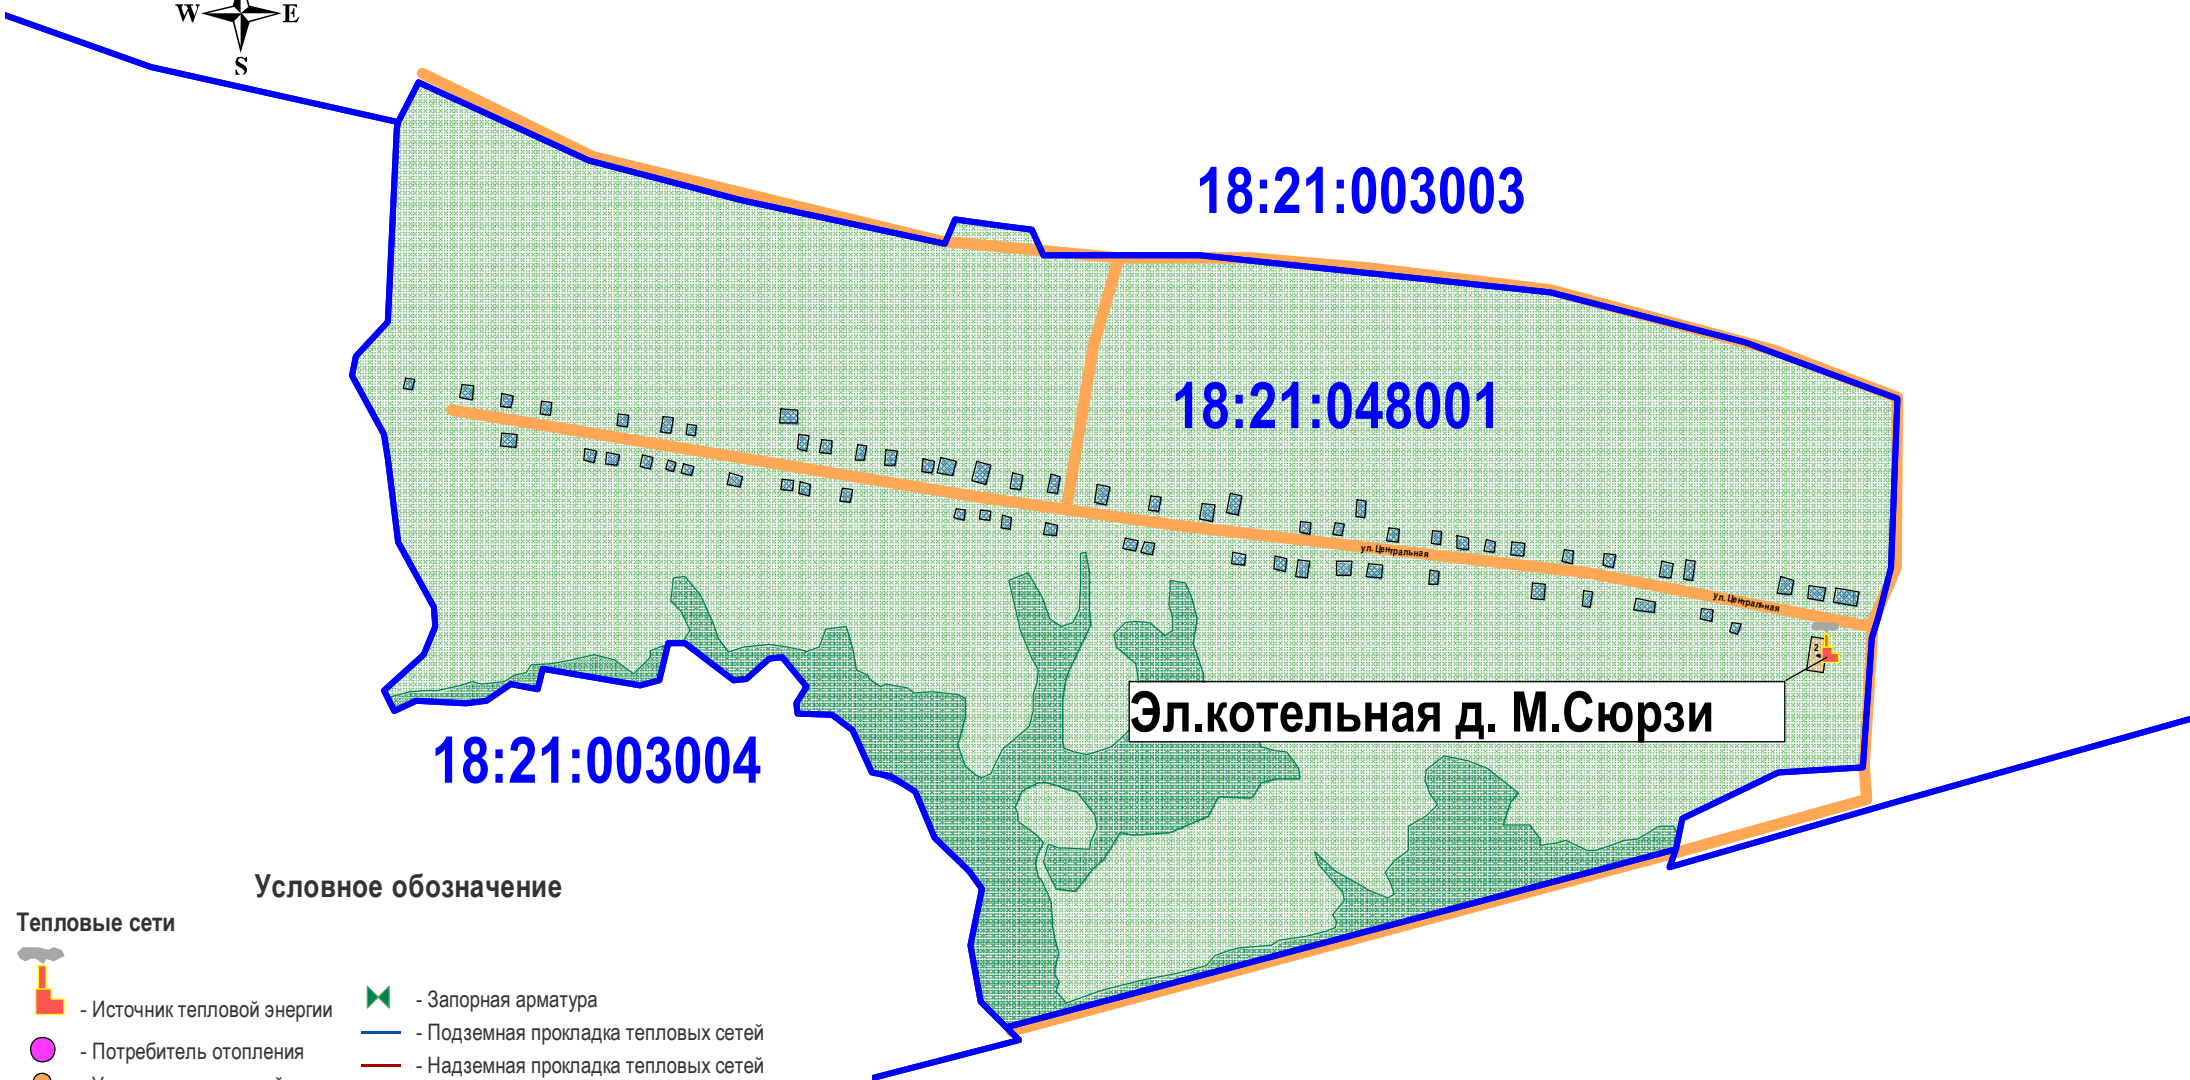 W E
S
18:21:003003
18:21:048001
ул. Центральная
ул. Центральная
2
Эл.котельная д. М.Сюрзи
18:21:003004
Условное обозначение
Тепловые сети
- Источник тепловой энергии
- Запорная арматура
- Подземная прокладка тепловых сетей
- Потребитель отопления
- Надземная прокладка тепловых сетей